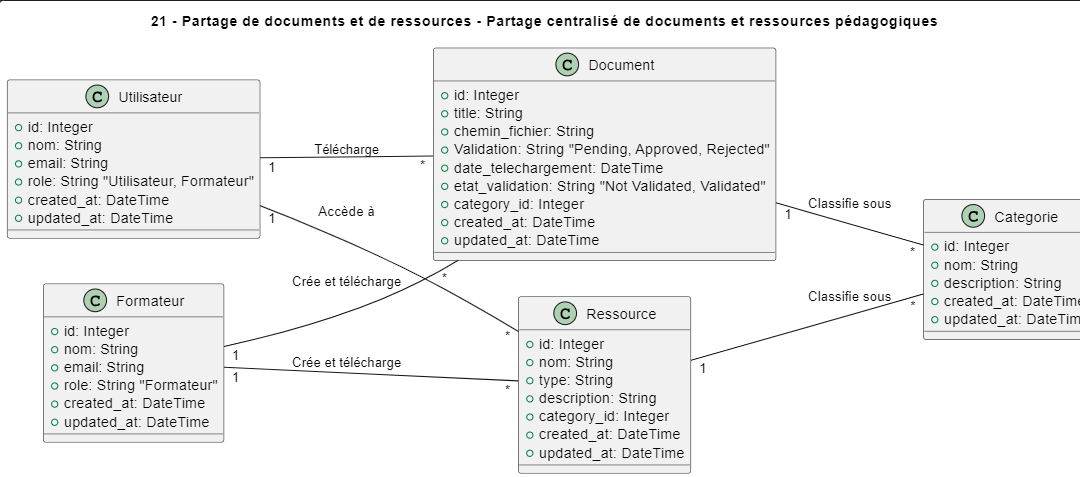 21 - Partage de documents et de ressources - Partage centralisé de documents et ressources pédagogiques
C Utilisateur
id: Integer
nom: String
email: String
role: String "Utilisateur, Formateur"
created_at: DateTime
updated_at: DateTime
C Document
id: Integer
title: String
chemin_fichier: String
Validation: String "Pending, Approved, Rejected"
date_telechargement: DateTime
etat_validation: String "Not Validated, Validated"
category_id: Integer
created_at: DateTime
updated_at: DateTime
Télécharge
1
*
Accède à
1
*
C Formateur
id: Integer
nom: String
email: String
role: String "Formateur"
created_at: DateTime
updated_at: DateTime
Crée et télécharge
1
*
Crée et télécharge
1
*
C Ressource
id: Integer
nom: String
type: String
description: String
category_id: Integer
created_at: DateTime
updated_at: DateTime
Classifie sous
1
*
Classifie sous
1
*
C Categorie
id: Integer
nom: String
description: String
created_at: DateTime
updated_at: DateTim